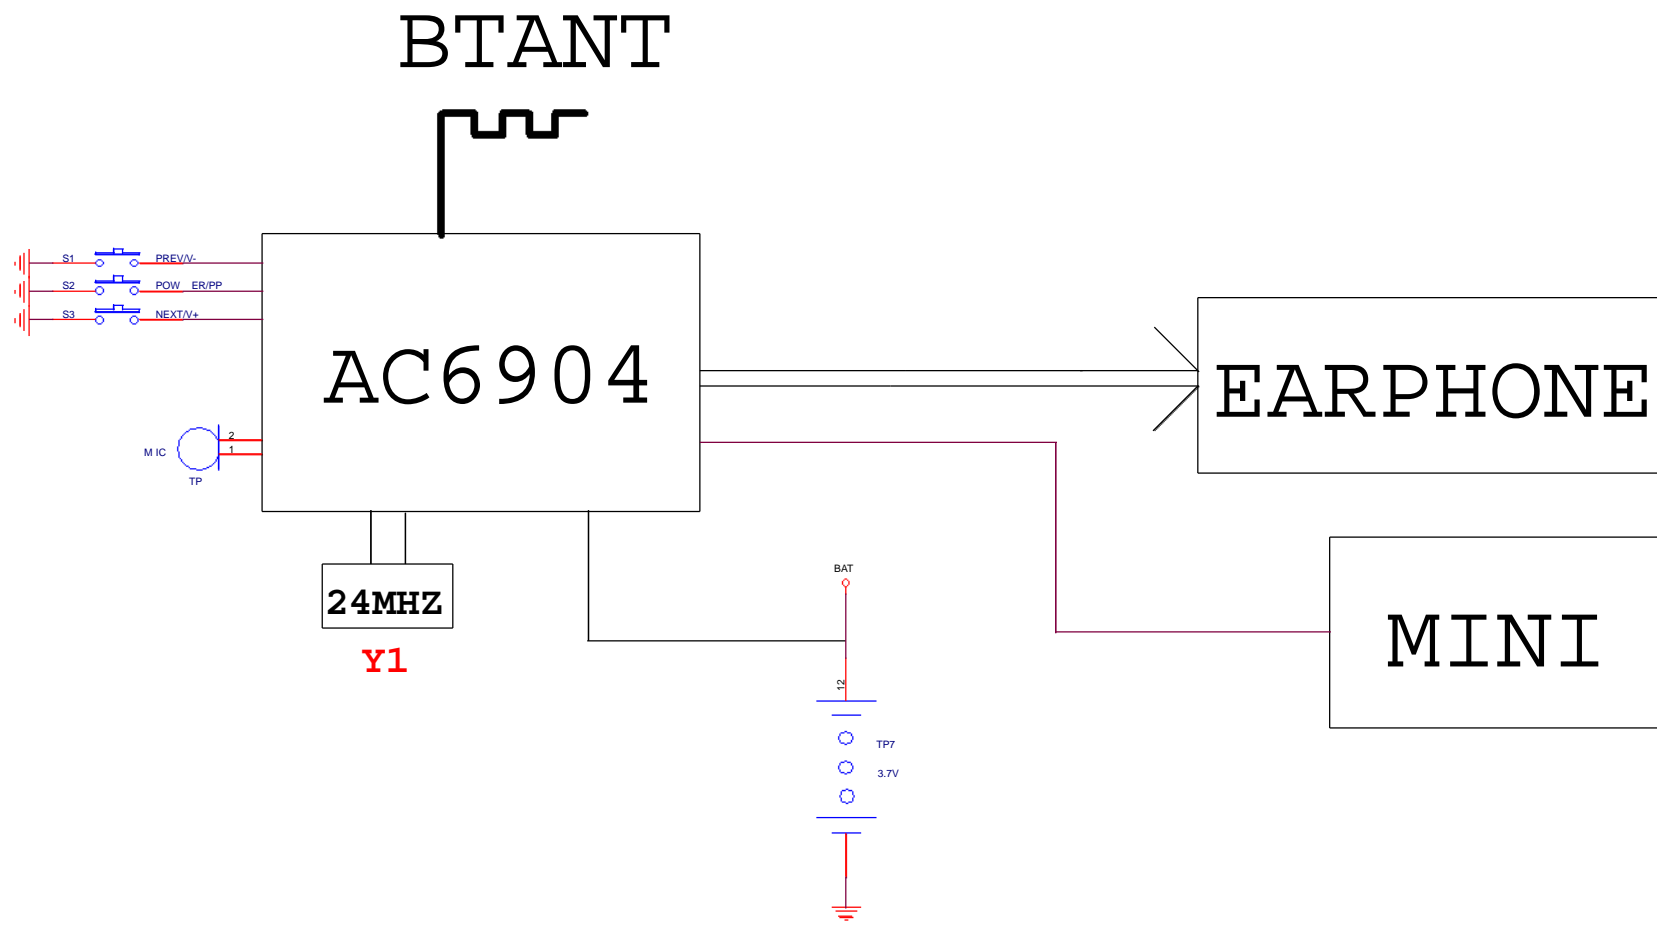 BTANT
S1 PREV/V-
S2 POW ER/PP
S3 NEXT/V+
AC6904
EARPHONE
2
1
M IC
TP
24MHZ
Y1
BAT
MINI
12
TP7
3.7V